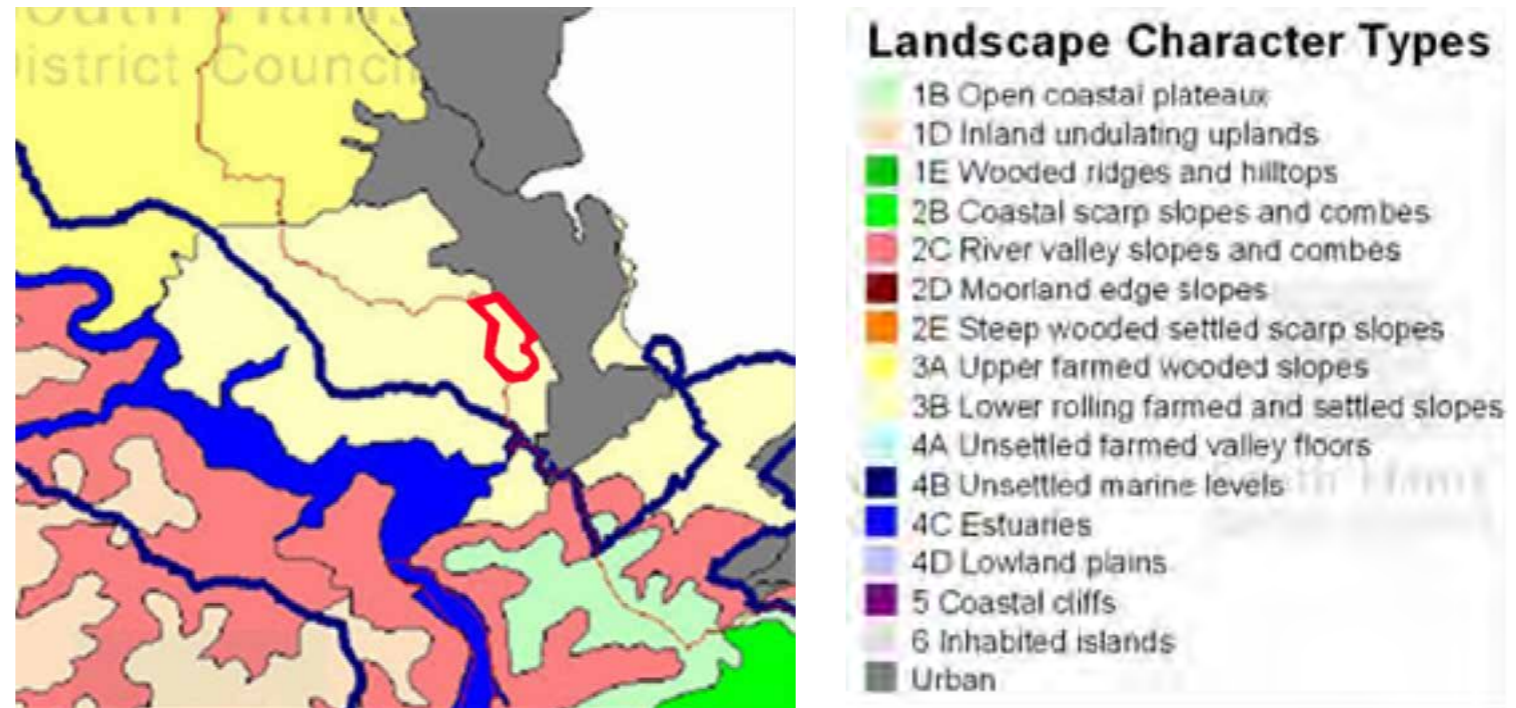 District Council
Landscape Character Types
1B Open coastal plateaux
1D Inland undulating uplands
1E Wooded ridges and hilltops
2B Coastal scarp slopes and combes
2C River valley slopes and combes
2D Moorland edge slopes
2E Steep wooded settled scarp slopes
3A Upper farmed wooded slopes
3B Lower rolling farmed and settled slopes
4A Unsettled farmed valley floors
4B Unsettled marine levels
4C Estuaries
4D Lowland plains
5 Coastal cliffs
6 Inhabited islands
Urban